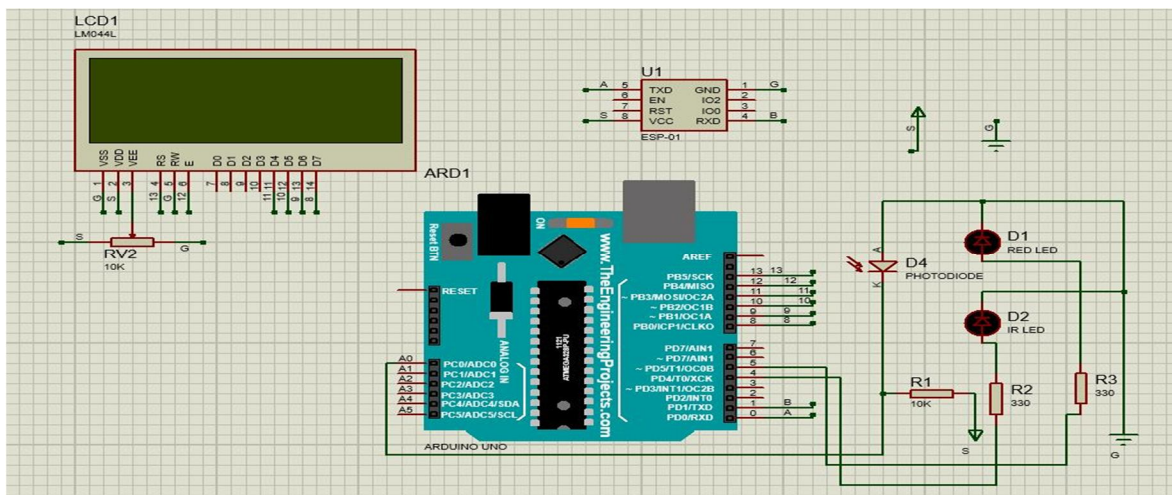 LCD1
LM044L
VSS
VDD
VEE
RS
RW
E
D0
D1
D2
D3
D4
D5
D6
D7
1
2
3
4
5
6
7
8
9
10
11
12
13
14
G
S
13
G
12
11
10
9
8
S
G
RV2
10K
U1
A 5 TXD GND 1 G
6 EN IO2 2
7 RST IO0 3
S 8 VCC RXD 4 B
ESP-01
S
G
ARD1
Reset BTN
ON
www.TheEngineeringProjects.com
RESET
ANALOG IN
1121
ATMEGA328P-PU
AREF
PB5/SCK 13 13
PB4/MISO 12 12
~ PB3/MOSI/OC2A 11 11
~ PB2/OC1B 10 10
~ PB1/OC1A 9 9
PB0/ICP1/CLKO 8 8
A0 PC0/ADC0
A1 PC1/ADC1
A2 PC2/ADC2
A3 PC3/ADC3
A4 PC4/ADC4/SDA
A5 PC5/ADC5/SCL
PD7/AIN1 7
~ PD7/AIN1 6
~ PD5/T1/OC0B 5
PD4/T0/XCK 4
~ PD3/INT1/OC2B 3
PD2/INT0 2
PD1/TXD 1 B
PD0/RXD 0 A
ARDUINO UNO
A
D4
PHOTODIODE
K
D1
RED LED
D2
IR LED
R1
10K
S
R2
330
R3
330
G